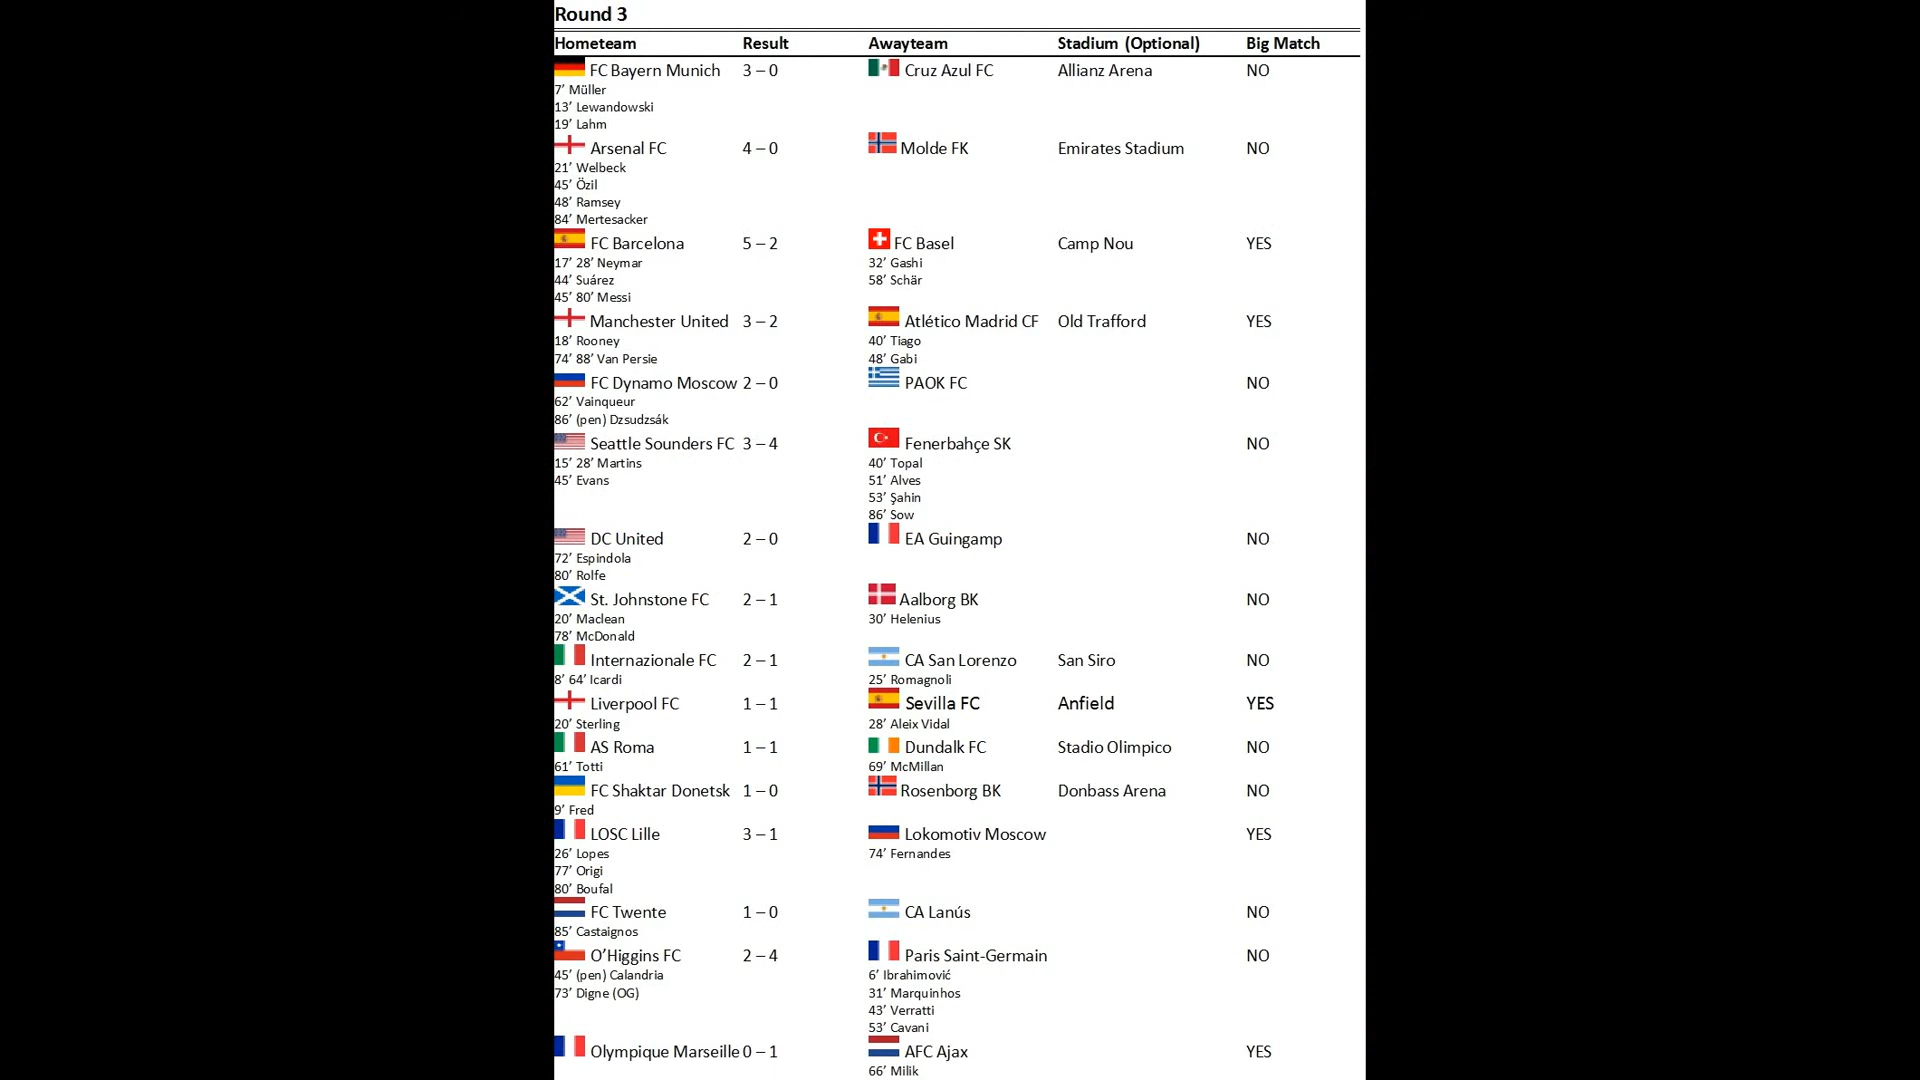 Round 3
Hometeam Result Awayteam Stadium (Optional) Big Match
FC Bayern Munich 3 – 0 Cruz Azul FC Allianz Arena NO
7’ Müller
13’ Lewandowski
19’ Lahm
Arsenal FC 4 – 0 Molde FK Emirates Stadium NO
21’ Welbeck
45’ Özil
48’ Ramsey
84’ Mertesacker
FC Barcelona 5 – 2 FC Basel Camp Nou YES
17’ 28’ Neymar 32’ Gashi
44’ Suárez 58’ Schär
45’ 80’ Messi
Manchester United 3 – 2 Atlético Madrid CF Old Trafford YES
18’ Rooney 40’ Tiago
74’ 88’ Van Persie 48’ Gabi
FC Dynamo Moscow 2 – 0 PAOK FC NO
62’ Vainqueur
86’ (pen) Dzsudzsák
Seattle Sounders FC 3 – 4 Fenerbahçe SK NO
15’ 28’ Martins 40’ Topal
45’ Evans 51’ Alves
53’ Şahin
86’ Sow
DC United 2 – 0 EA Guingamp NO
72’ Espindola
80’ Rolfe
St. Johnstone FC 2 – 1 Aalborg BK NO
20’ Maclean 30’ Helenius
78’ McDonald
Internazionale FC 2 – 1 CA San Lorenzo San Siro NO
8’ 64’ Icardi 25’ Romagnoli
Liverpool FC 1 – 1 Sevilla FC Anfield YES
20’ Sterling 28’ Aleix Vidal
AS Roma 1 – 1 Dundalk FC Stadio Olimpico NO
61’ Totti 69’ McMillan
FC Shaktar Donetsk 1 – 0 Rosenborg BK Donbass Arena NO
9’ Fred
LOSC Lille 3 – 1 Lokomotiv Moscow YES
26’ Lopes 74’ Fernandes
77’ Origi
80’ Boufal
FC Twente 1 – 0 CA Lanús NO
85’ Castaignos
O’Higgins FC 2 – 4 Paris Saint-Germain NO
45’ (pen) Calandria 6’ Ibrahimović
73’ Digne (OG) 31’ Marquinhos
43’ Verratti
53’ Cavani
Olympique Marseille 0 – 1 AFC Ajax YES
66’ Milik